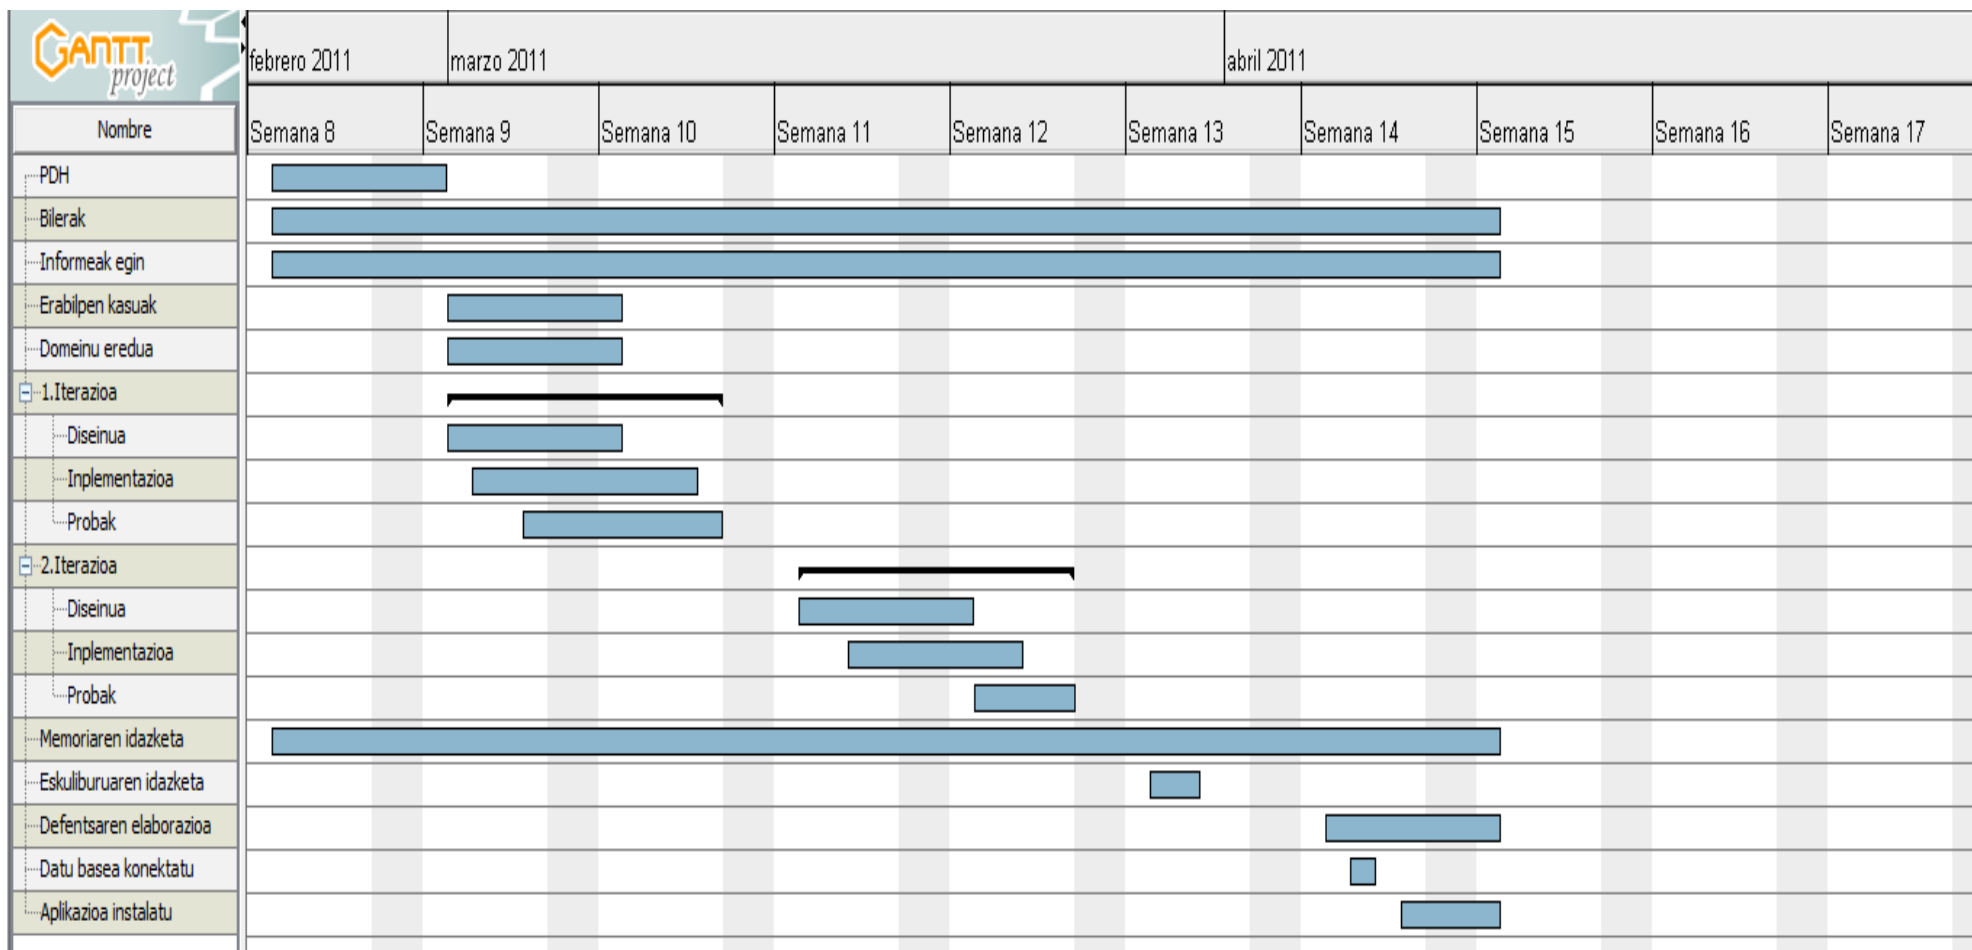 GANTT
project
febrero 2011
marzo 2011
abril 2011
Nombre
Semana 8
Semana 9
Semana 10
Semana 11
Semana 12
Semana 13
Semana 14
Semana 15
Semana 16
Semana 17
PDH
Bilerak
Informeak egin
Erabilpen kasuak
Domeinu eredua
1.Iterazioa
Diseinua
Inplementazioa
Probak
2.Iterazioa
Diseinua
Inplementazioa
Probak
Memoriaren idazketa
Eskuliburuaren idazketa
Defentsaren elaborazioa
Datu basea konektatu
Aplikazioa instalatu